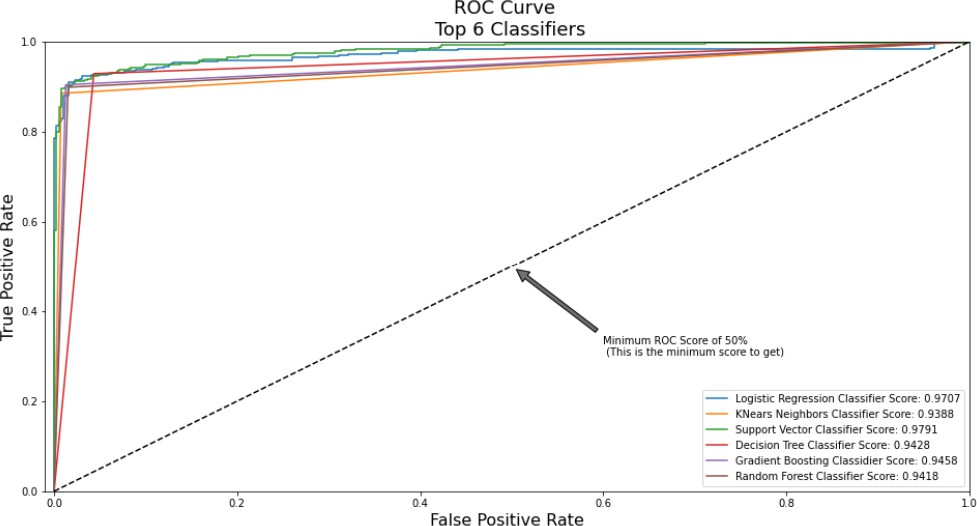 ROC Curve
Top 6 Classifiers
True Positive Rate
1.0
0.8
0.6
0.4
0.2
0.0
Minimum ROC Score of 50%
(This is the minimum score to get)
Logistic Regression Classifier Score: 0.9707
KNears Neighbors Classifier Score: 0.9388
Support Vector Classifier Score: 0.9791
Decision Tree Classifier Score: 0.9428
Gradient Boosting Classidier Score: 0.9458
Random Forest Classifier Score: 0.9418
0.0 0.2 0.4 0.6 0.8 1.0
False Positive Rate